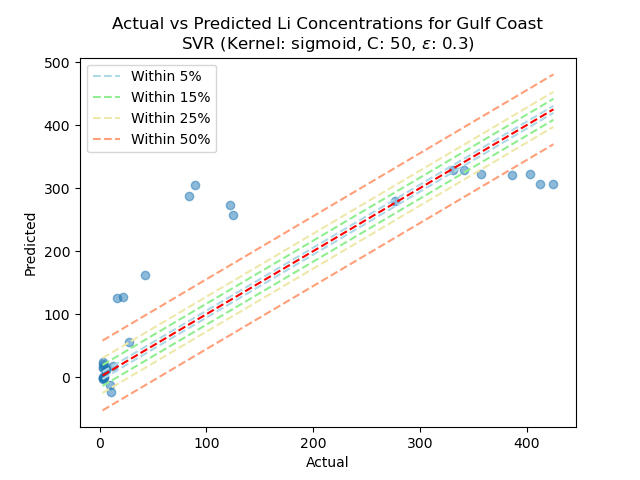 Actual vs Predicted Li Concentrations for Gulf Coast
SVR (Kernel: sigmoid, C: 50, ε: 0.3)
Within 5%
Within 15%
Within 25%
Within 50%
500
400
300
200
100
0
Predicted
0 100 200 300 400
Actual